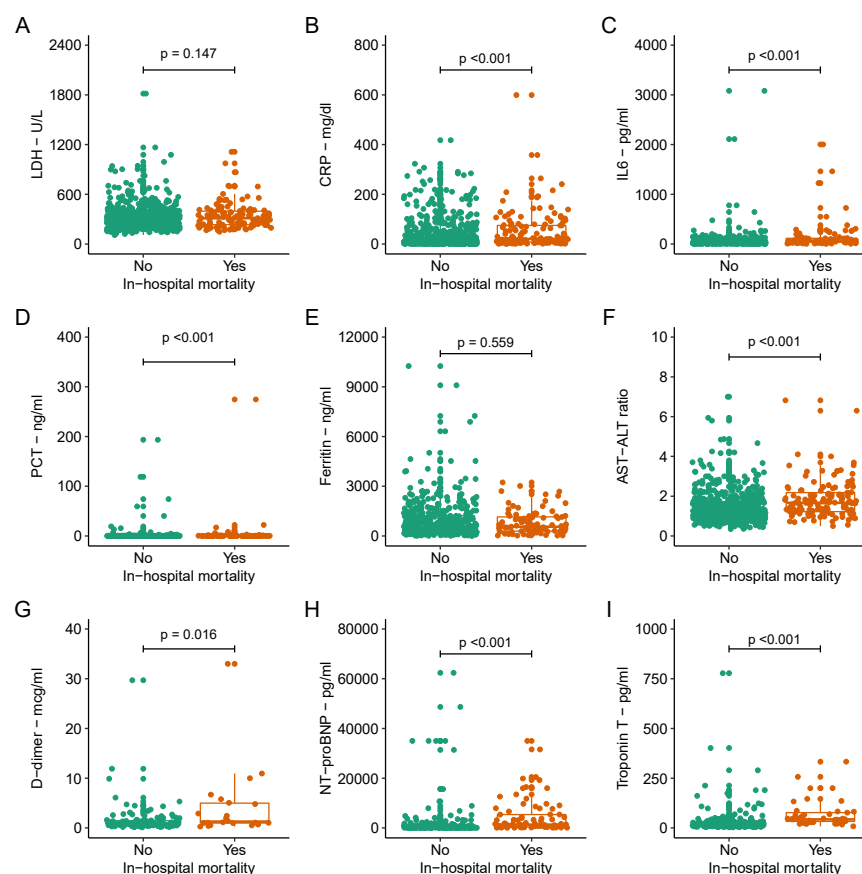 A
2400
1800
1200
600
0
LDH − U/L
p = 0.147
No
Yes
In−hospital mortality
B
800
600
400
200
0
CRP − mg/dl
p <0.001
No
Yes
In−hospital mortality
C
4000
3000
2000
1000
0
IL6 − pg/ml
p <0.001
No
Yes
In−hospital mortality
D
400
300
200
100
0
PCT − ng/ml
p <0.001
No
Yes
In−hospital mortality
E
12000
9000
6000
3000
0
Ferritin − ng/ml
p = 0.559
No
Yes
In−hospital mortality
F
10
8
6
4
2
0
AST−ALT ratio
p <0.001
No
Yes
In−hospital mortality
G
40
30
20
10
0
D−dimer − mcg/ml
p = 0.016
No
Yes
In−hospital mortality
H
80000
60000
40000
20000
0
NT−proBNP − pg/ml
p <0.001
No
Yes
In−hospital mortality
I
1000
750
500
250
0
Troponin T − pg/ml
p <0.001
No
Yes
In−hospital mortality